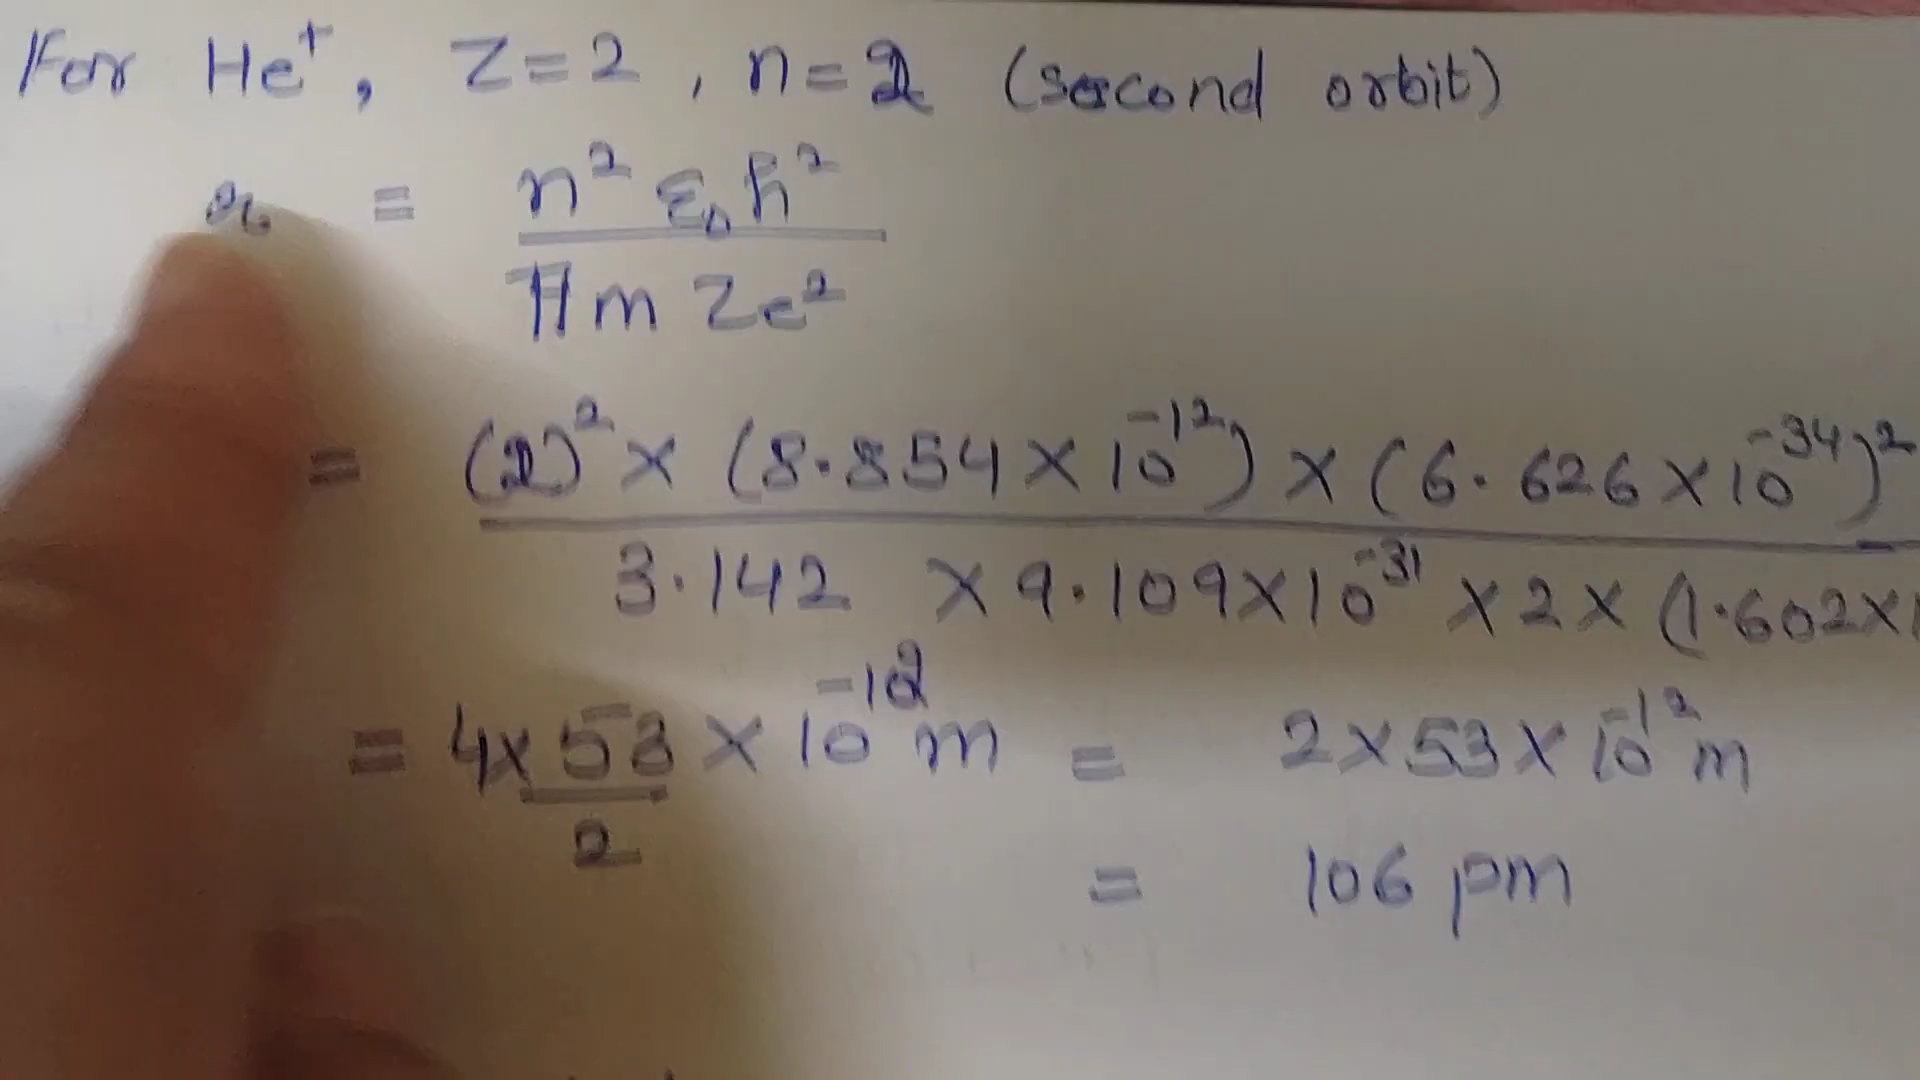 For He⁺, Z=2, n=2 (second orbit)
r = n² ε₀ h² / π m Z e²
= (2)² × (8.854 × 10⁻¹²) × (6.626 × 10⁻³⁴)² / 3.142 × 9.109 × 10⁻³¹ × 2 × (1.602 × 1
= 4 × 53 / 2 × 10⁻¹² m = 2 × 53 × 10⁻¹² m
= 106 pm